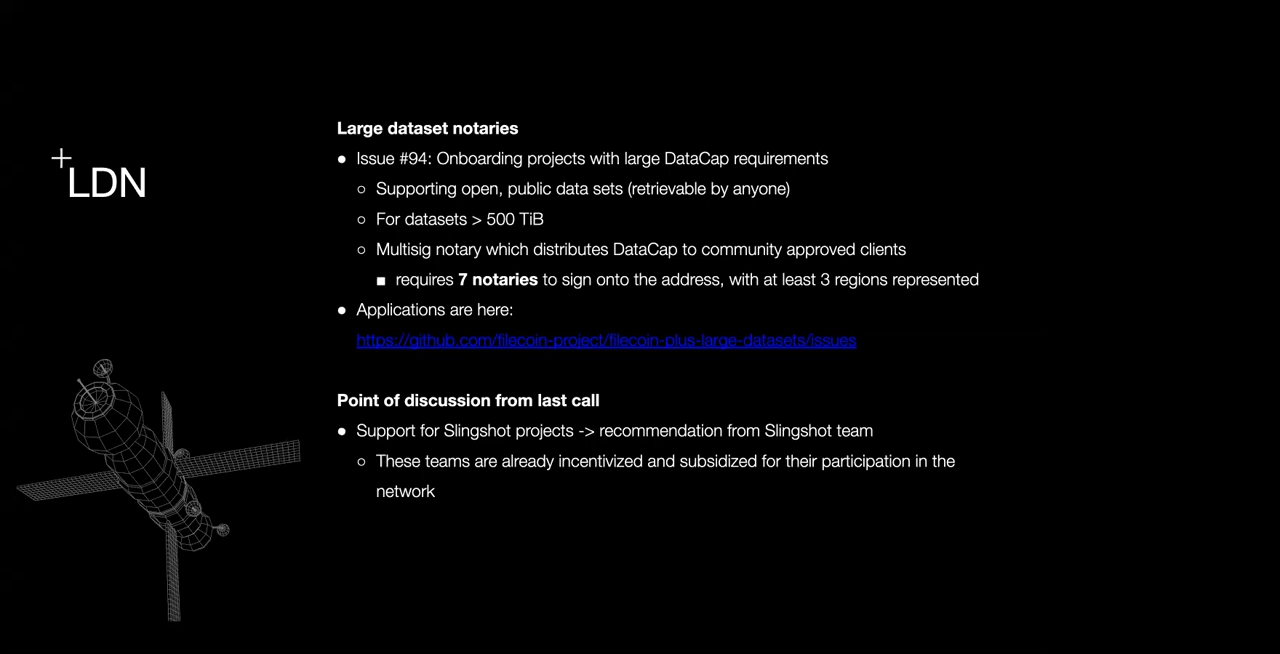 +
LDN
Large dataset notaries
● Issue #94: Onboarding projects with large DataCap requirements
○ Supporting open, public data sets (retrievable by anyone)
○ For datasets > 500 TiB
○ Multisig notary which distributes DataCap to community approved clients
■ requires 7 notaries to sign onto the address, with at least 3 regions represented
● Applications are here:
https://github.com/filecoin-project/filecoin-plus-large-datasets/issues
Point of discussion from last call
● Support for Slingshot projects -> recommendation from Slingshot team
○ These teams are already incentivized and subsidized for their participation in the
network